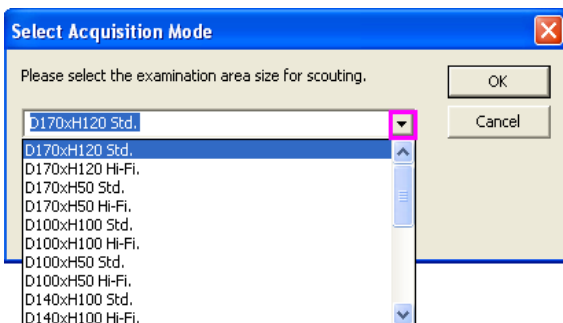 Select Acquisition Mode
Please select the examination area size for scouting.
OK
D170xH120 Std.
Cancel
D170xH120 Std.
D170xH120 Hi-Fi.
D170xH50 Std.
D170xH50 Hi-Fi.
D100xH100 Std.
D100xH100 Hi-Fi.
D100xH50 Std.
D100xH50 Hi-Fi.
D140xH100 Std.
D140xH100 Hi-Fi.